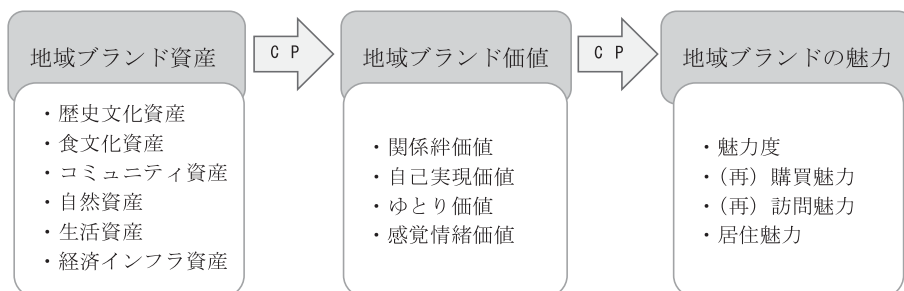 地域ブランド資産
・歴史文化資産
・食文化資産
・コミュニティ資産
・自然資産
・生活資産
・経済インフラ資産
ＣＰ
地域ブランド価値
・関係絆価値
・自己実現価値
・ゆとり価値
・感覚情緒価値
ＣＰ
地域ブランドの魅力
・魅力度
・（再）購買魅力
・（再）訪問魅力
・居住魅力